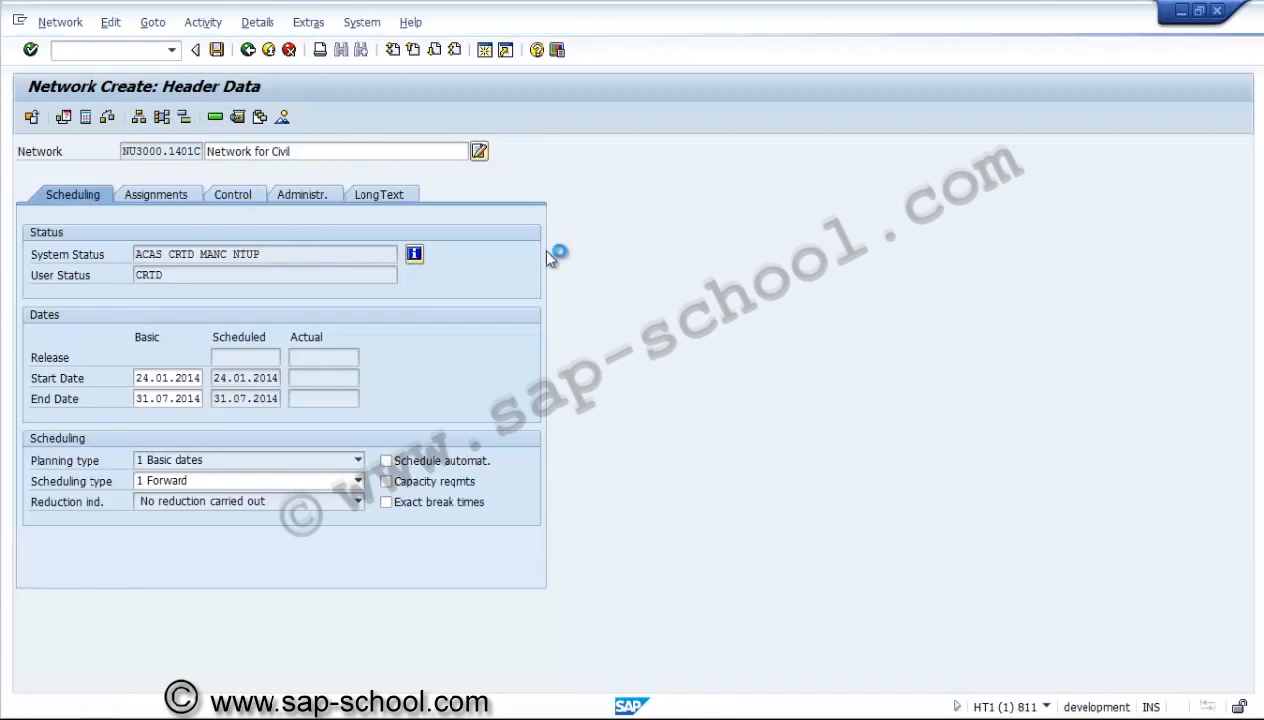 Network Edit Goto Activity Details Extras System Help
Network Create: Header Data
Network NU3000.1401C Network for Civil
Scheduling Assignments Control Administr. LongText
Status
System Status ACAS CRTD MANC NTUP
User Status CRTD
Dates
Basic Scheduled Actual
Release
Start Date 24.01.2014 24.01.2014
End Date 31.07.2014 31.07.2014
Scheduling
Planning type 1 Basic dates Schedule automat.
Scheduling type 1 Forward Capacity reqmts
Reduction ind. No reduction carried out Exact break times
© www.sap-school.com
© www.sap-school.com
SAP
HT1 (1) 811 development INS